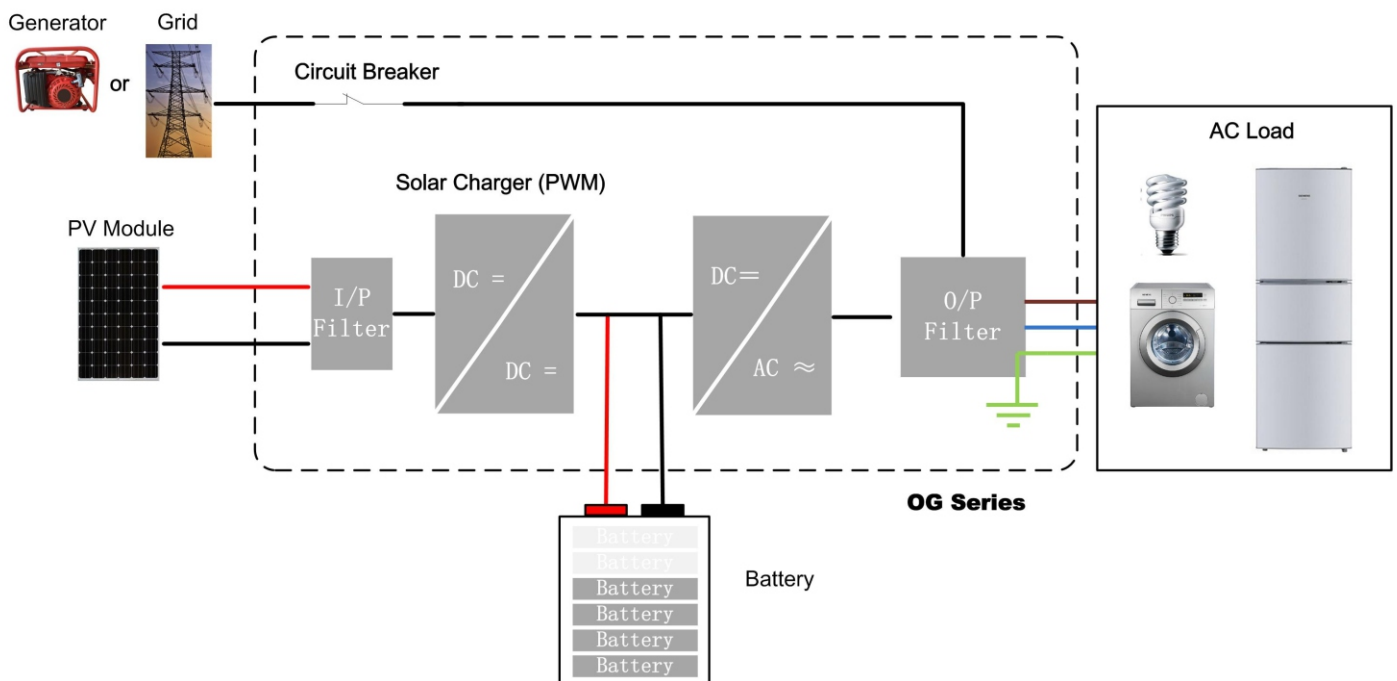 Generator
or
Grid
Circuit Breaker
AC Load
Solar Charger (PWM)
PV Module
I/P
Filter
DC =
DC =
DC=
AC ≈
O/P
Filter
OG Series
Battery
Battery
Battery
Battery
Battery
Battery
Battery